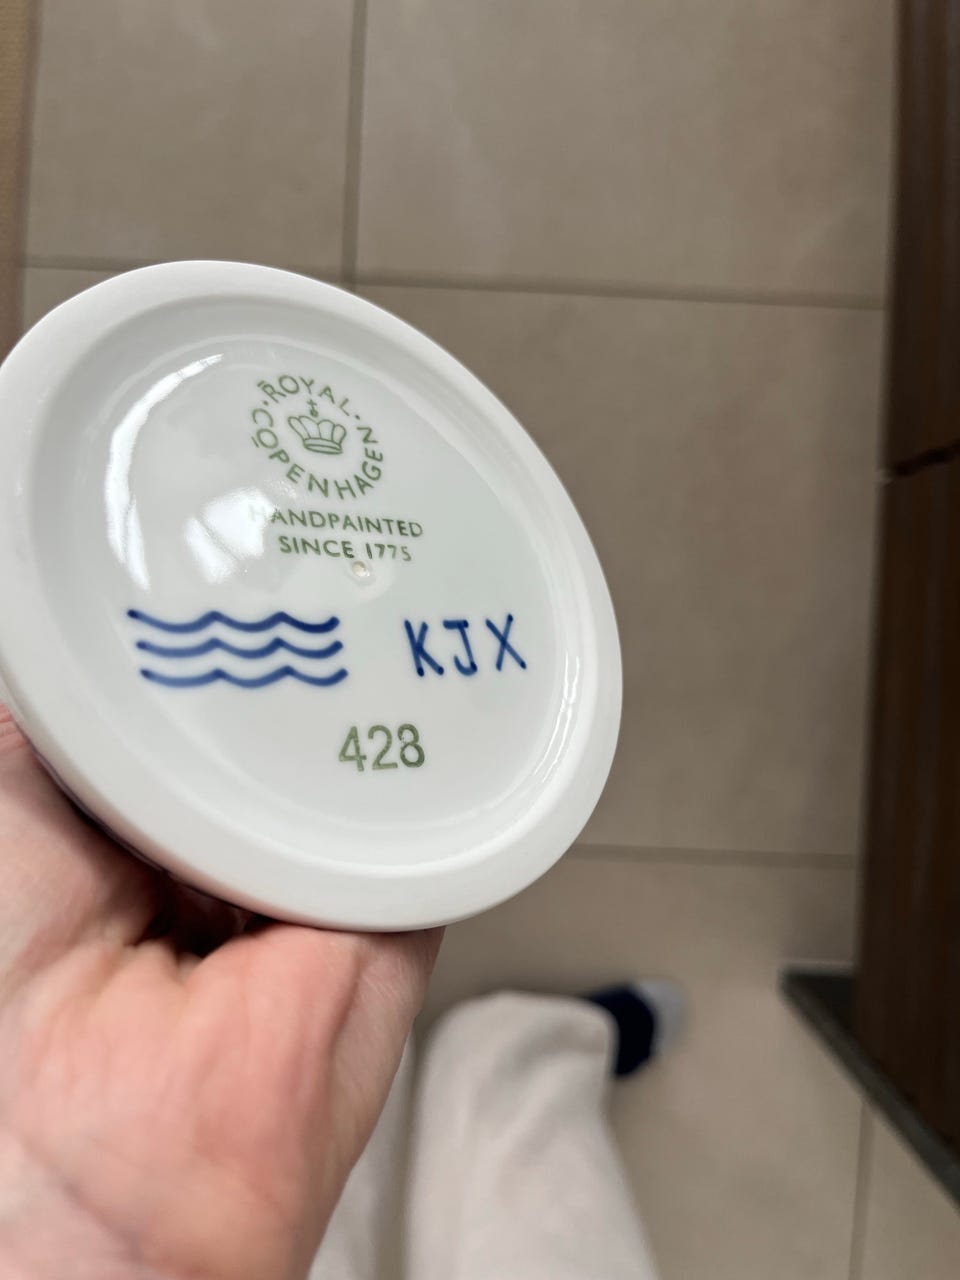 ROYAL · COPENHAGEN ·
HANDPAINTED
SINCE 1775
KJX
428